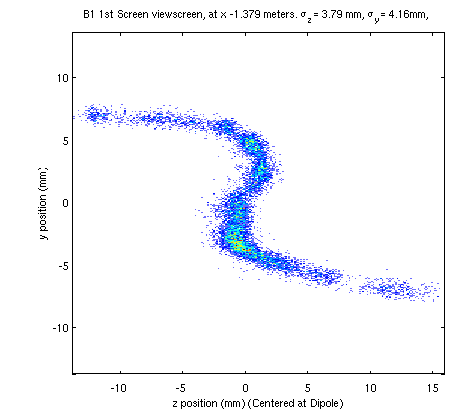 B1 1st Screen viewscreen, at x -1.379 meters. σz = 3.79 mm, σy = 4.16mm,
10
5
0
-5
-10
y position (mm)
-10 -5 0 5 10 15
z position (mm) (Centered at Dipole)